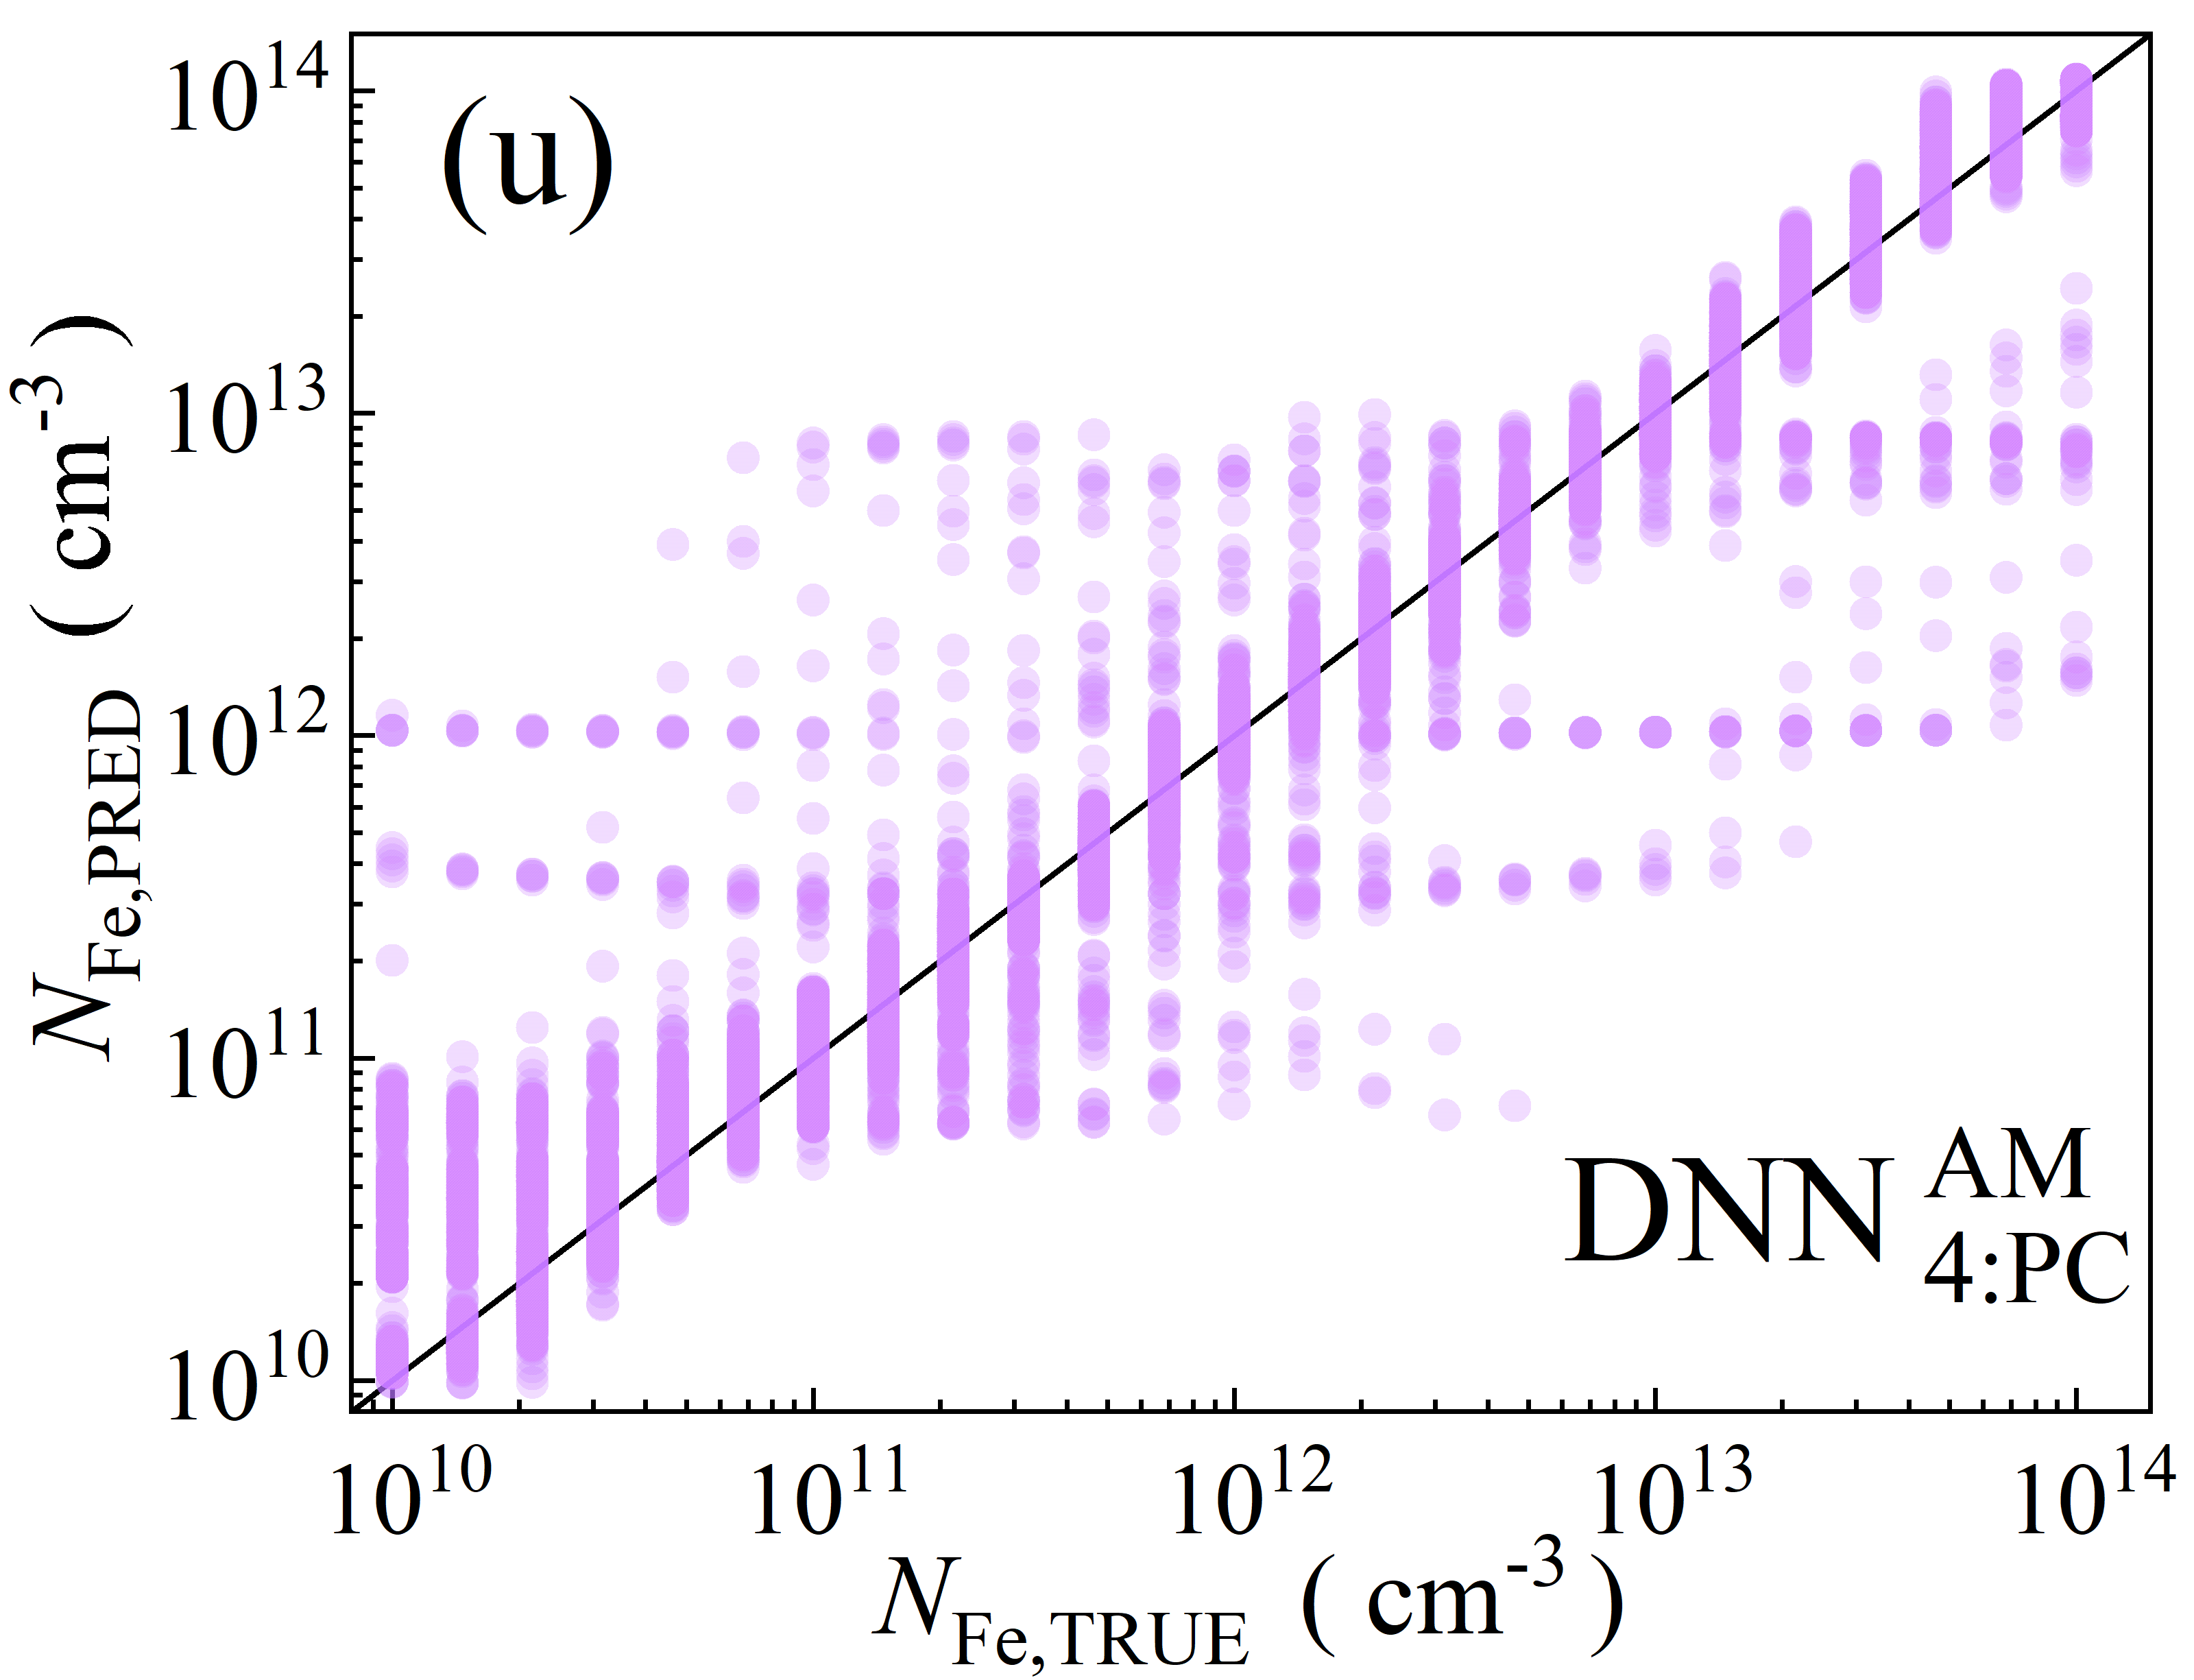 (u)
10^14
10^13
10^12
10^11
10^10
N_Fe,PRED ( cm^-3 )
DNN AM
4:PC
10^10 10^11 10^12 10^13 10^14
N_Fe,TRUE ( cm^-3 )